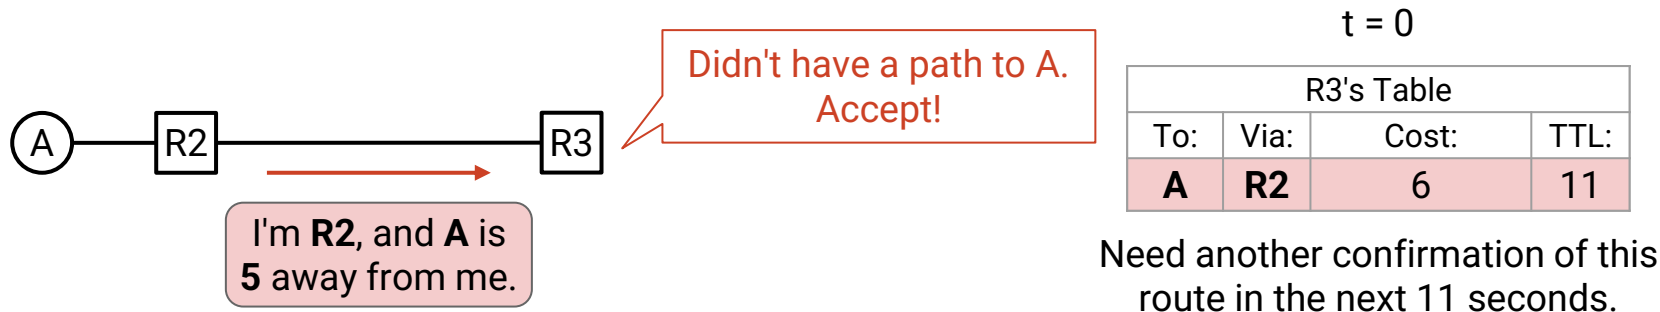 t = 0
Didn't have a path to A.
Accept!
A
R2
R3
I'm R2, and A is
5 away from me.
R3's Table
To: Via: Cost: TTL:
A R2 6 11
Need another confirmation of this
route in the next 11 seconds.